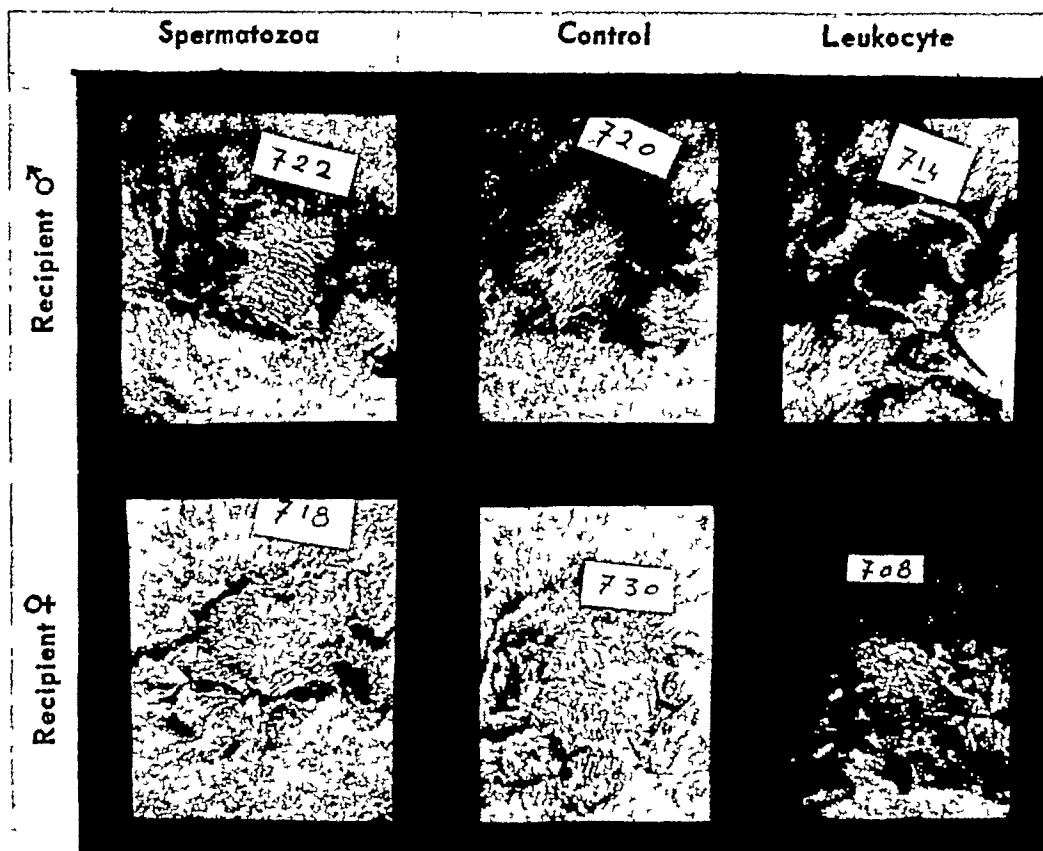 Spermatozoa Control Leukocyte
Recipient ♂
722 720 714
Recipient ♀
718 730 708